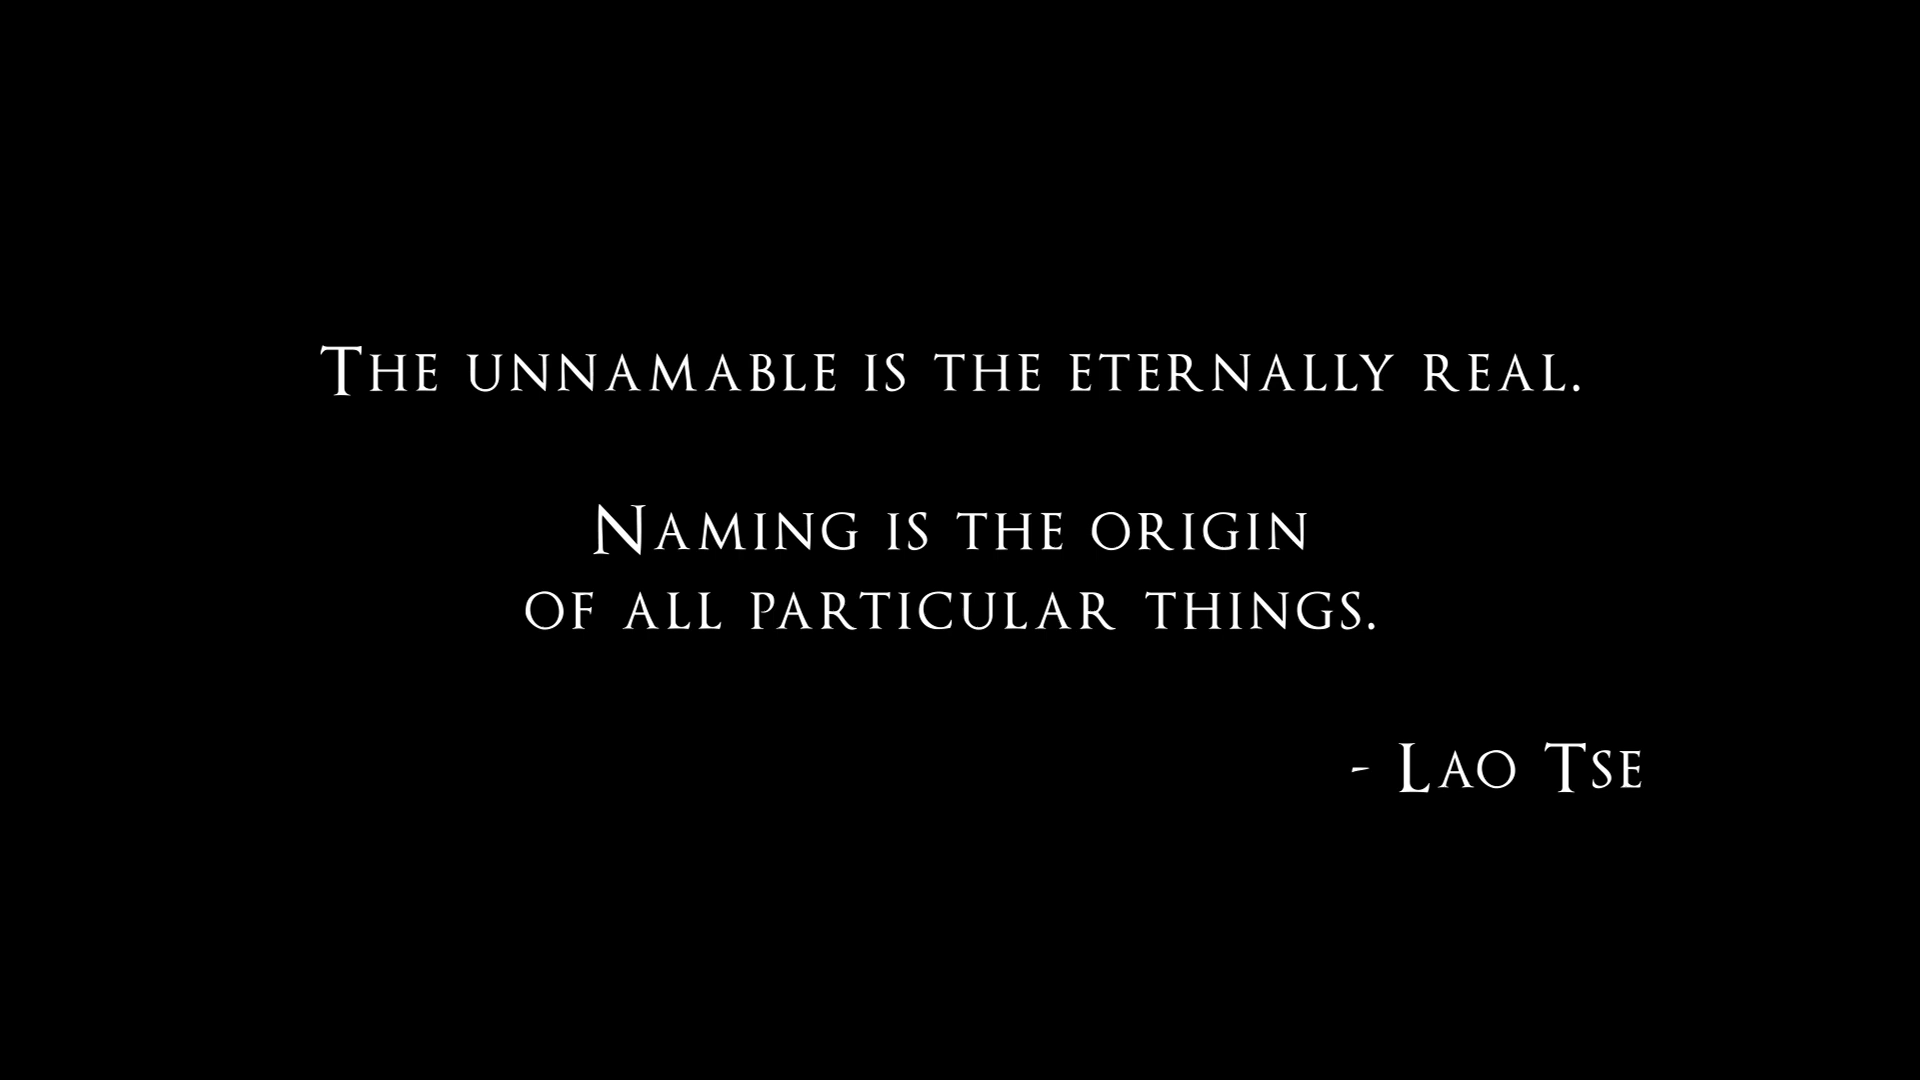 The unnamable is the eternally real.
Naming is the origin
of all particular things.
- Lao Tse